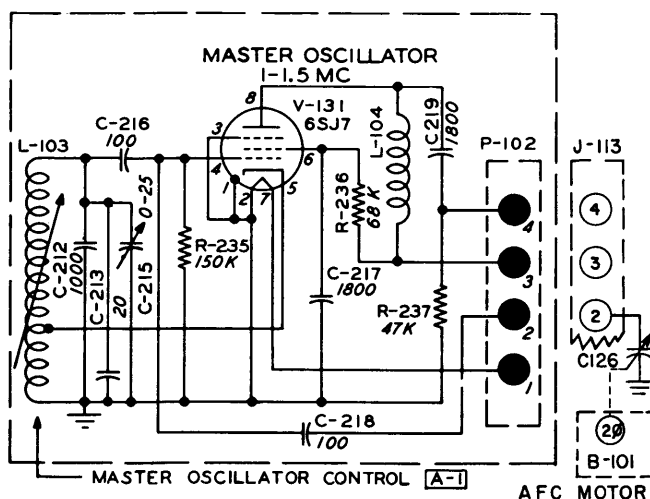 MASTER OSCILLATOR
1-1.5 MC
8
V-131
6SJ7
3
4
1
2
7
5
6
L-103
C-216
100
L-104
C219
1800
P-102
J-113
0-25
C-212
1000
C-213
20
C-215
R-235
150K
R-236
68K
C-217
1800
R-237
47K
4
3
2
1
4
3
2
C126
C-218
100
20
B-101
MASTER OSCILLATOR CONTROL A-1
AFC MOTOR